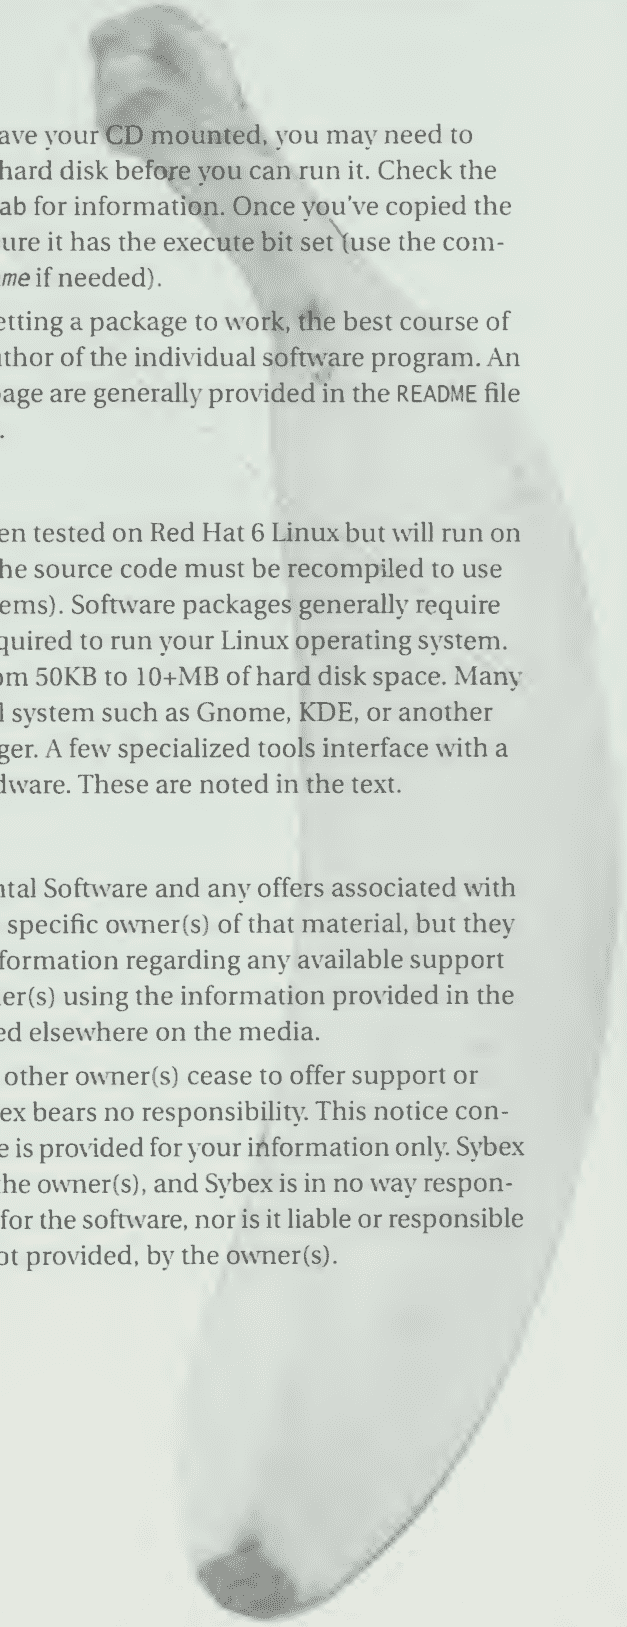 ave your CD mounted, you may need to
hard disk before you can run it. Check the
ab for information. Once you've copied the
ure it has the execute bit set (use the com-
me if needed).
etting a package to work, the best course of
uthor of the individual software program. An
age are generally provided in the README file
.
en tested on Red Hat 6 Linux but will run on
he source code must be recompiled to use
ems). Software packages generally require
quired to run your Linux operating system.
om 50KB to 10+MB of hard disk space. Many
l system such as Gnome, KDE, or another
ger. A few specialized tools interface with a
dware. These are noted in the text.
ntal Software and any offers associated with
specific owner(s) of that material, but they
formation regarding any available support
er(s) using the information provided in the
ed elsewhere on the media.
other owner(s) cease to offer support or
ex bears no responsibility. This notice con-
e is provided for your information only. Sybex
he owner(s), and Sybex is in no way respon-
for the software, nor is it liable or responsible
ot provided, by the owner(s).